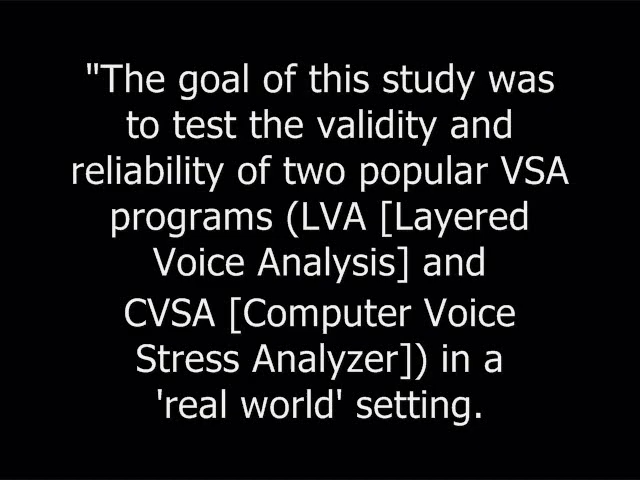 "The goal of this study was
to test the validity and
reliability of two popular VSA
programs (LVA [Layered
Voice Analysis] and
CVSA [Computer Voice
Stress Analyzer]) in a
'real world' setting.